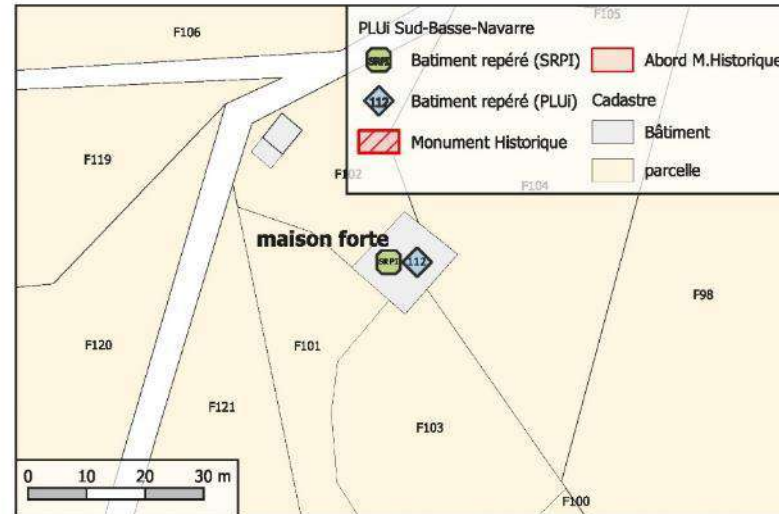 F105
F106
PLUi Sud-Basse-Navarre
SRPI Batiment repéré (SRPI)
Abord M.Historique
112 Batiment repéré (PLUi)
Cadastre
Monument Historique
Bâtiment
parcelle
F119
F102
F104
maison forte
SRPI 112
F98
F120
F101
F121
F103
F100
0 10 20 30 m